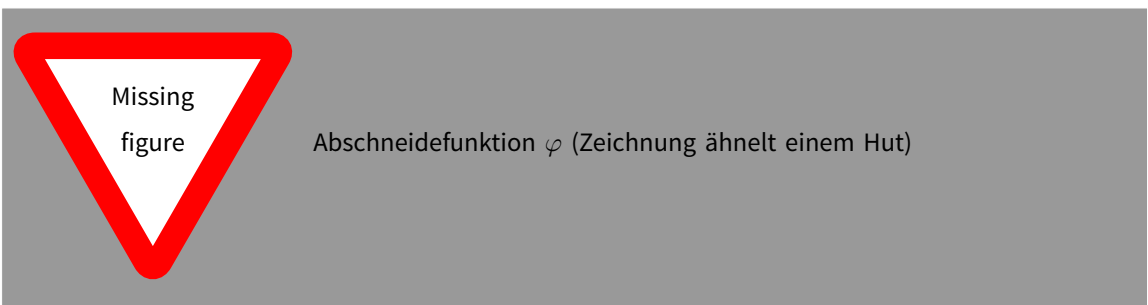 Missing
figure
Abschneidefunktion φ (Zeichnung ähnelt einem Hut)